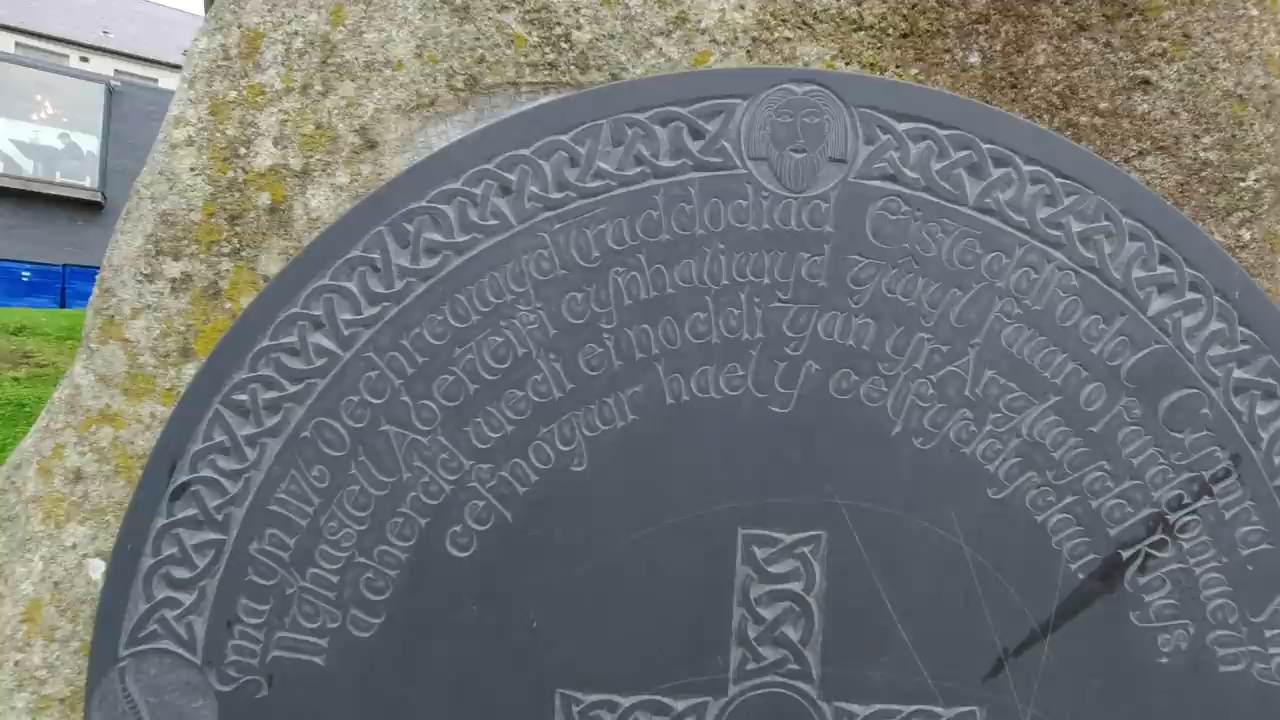 yma yn 1176 Dechreuwyd traddodiad Eisteddfodol Cymru.
Nghastell Aberteifi cynhaliwyd gŵyl fawr o farddoniaeth
a cherdd wedi ei noddi gan yr Arglwydd Rhys,
cefnogwr hael y celfyddydau